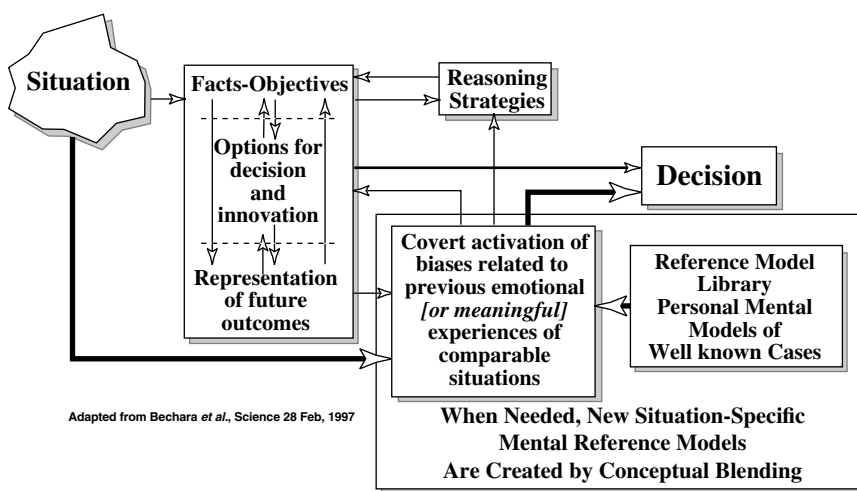 Situation
Facts-Objectives
Options for
decision
and
innovation
Representation
of future
outcomes
Reasoning
Strategies
Decision
Covert activation of
biases related to
previous emotional
[or meaningful]
experiences of
comparable
situations
Reference Model
Library
Personal Mental
Models of
Well known Cases
Adapted from Bechara et al., Science 28 Feb, 1997
When Needed, New Situation-Specific
Mental Reference Models
Are Created by Conceptual Blending